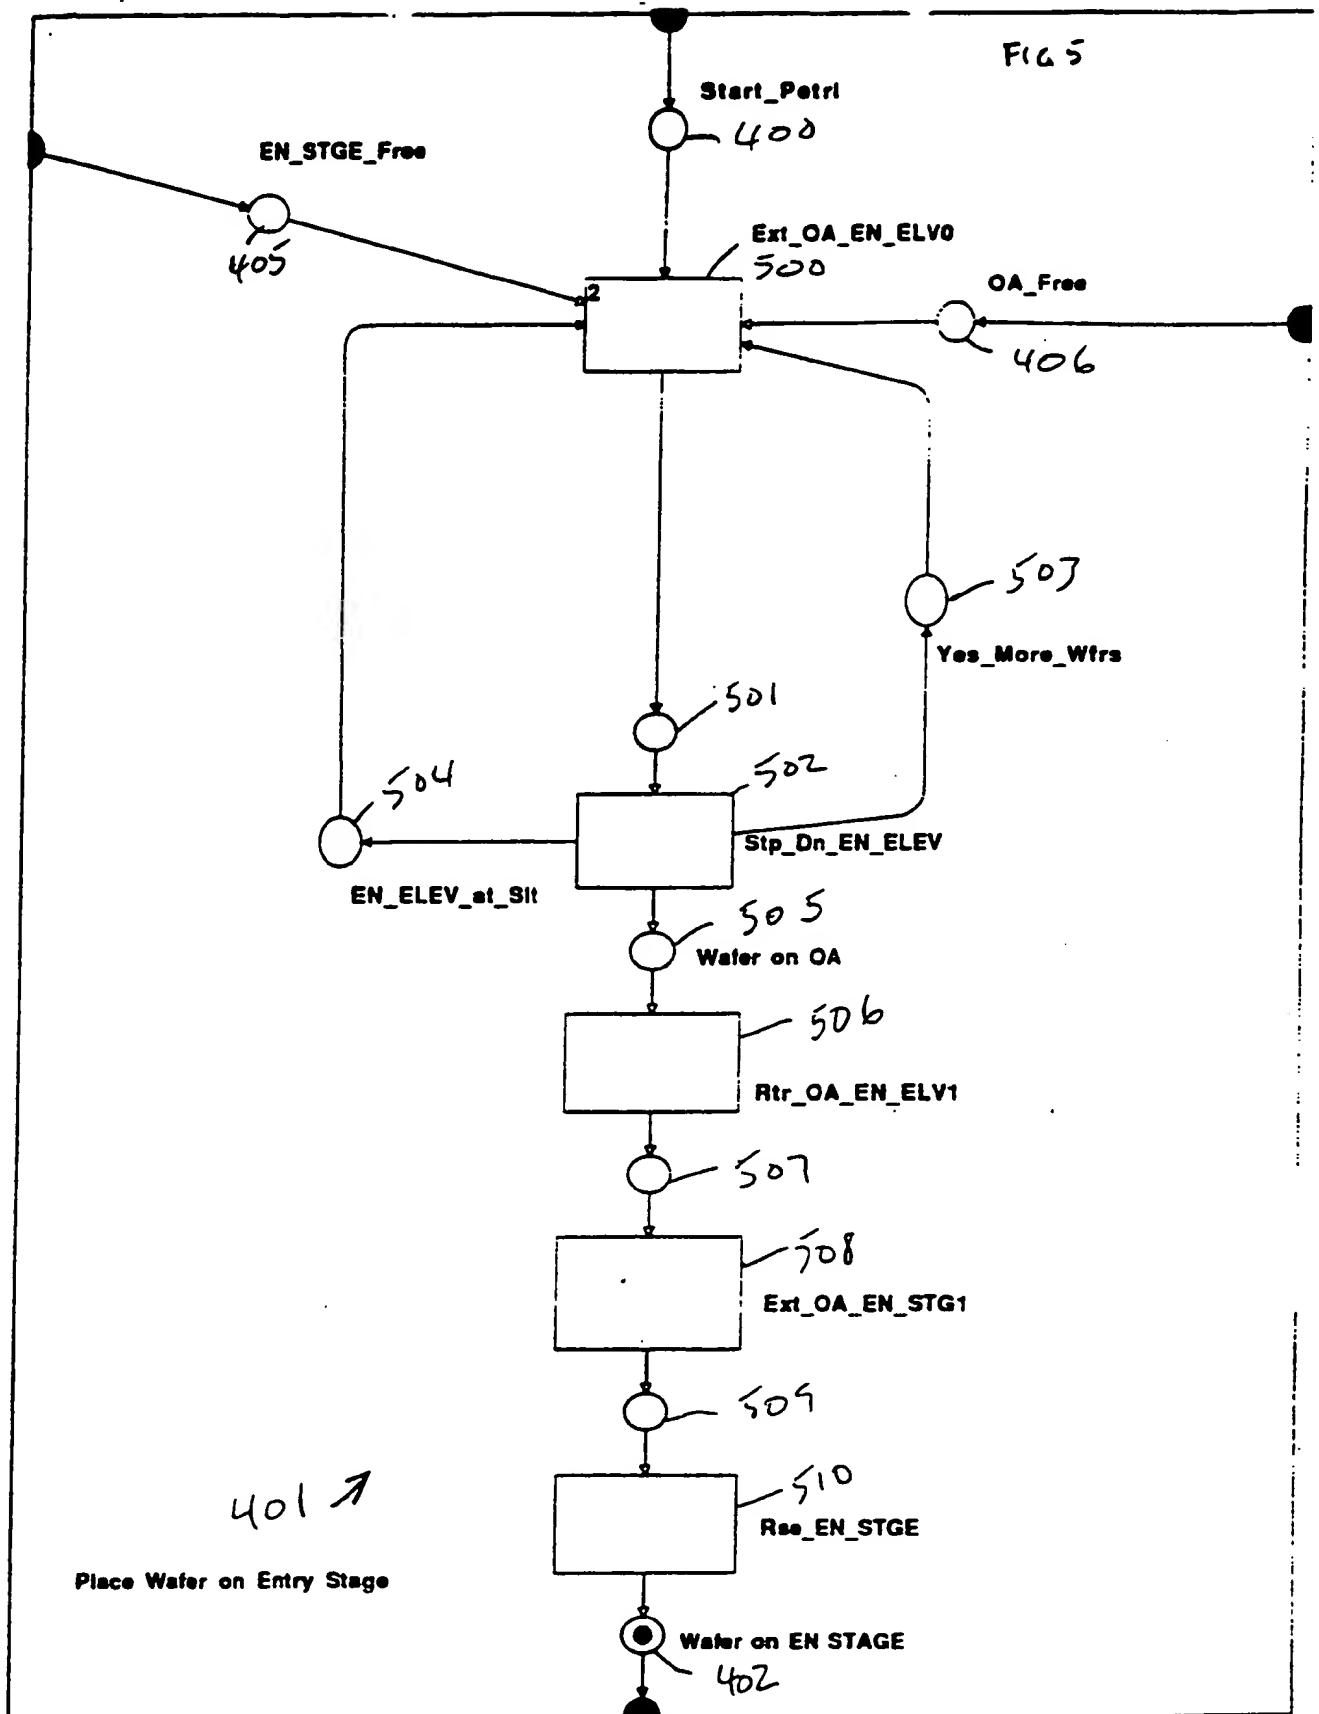 FIG 5
Start_Petri
400
EN_STGE_Free
405
Ext_OA_EN_ELV0
500
2
OA_Free
406
503
Yes_More_Wfrs
501
502
504
Stp_Dn_EN_ELEV
EN_ELEV_at_Slt
505
Wafer on OA
506
Rtr_OA_EN_ELV1
507
508
Ext_OA_EN_STG1
509
510
401
Rse_EN_STGE
Place Wafer on Entry Stage
Wafer on EN STAGE
402